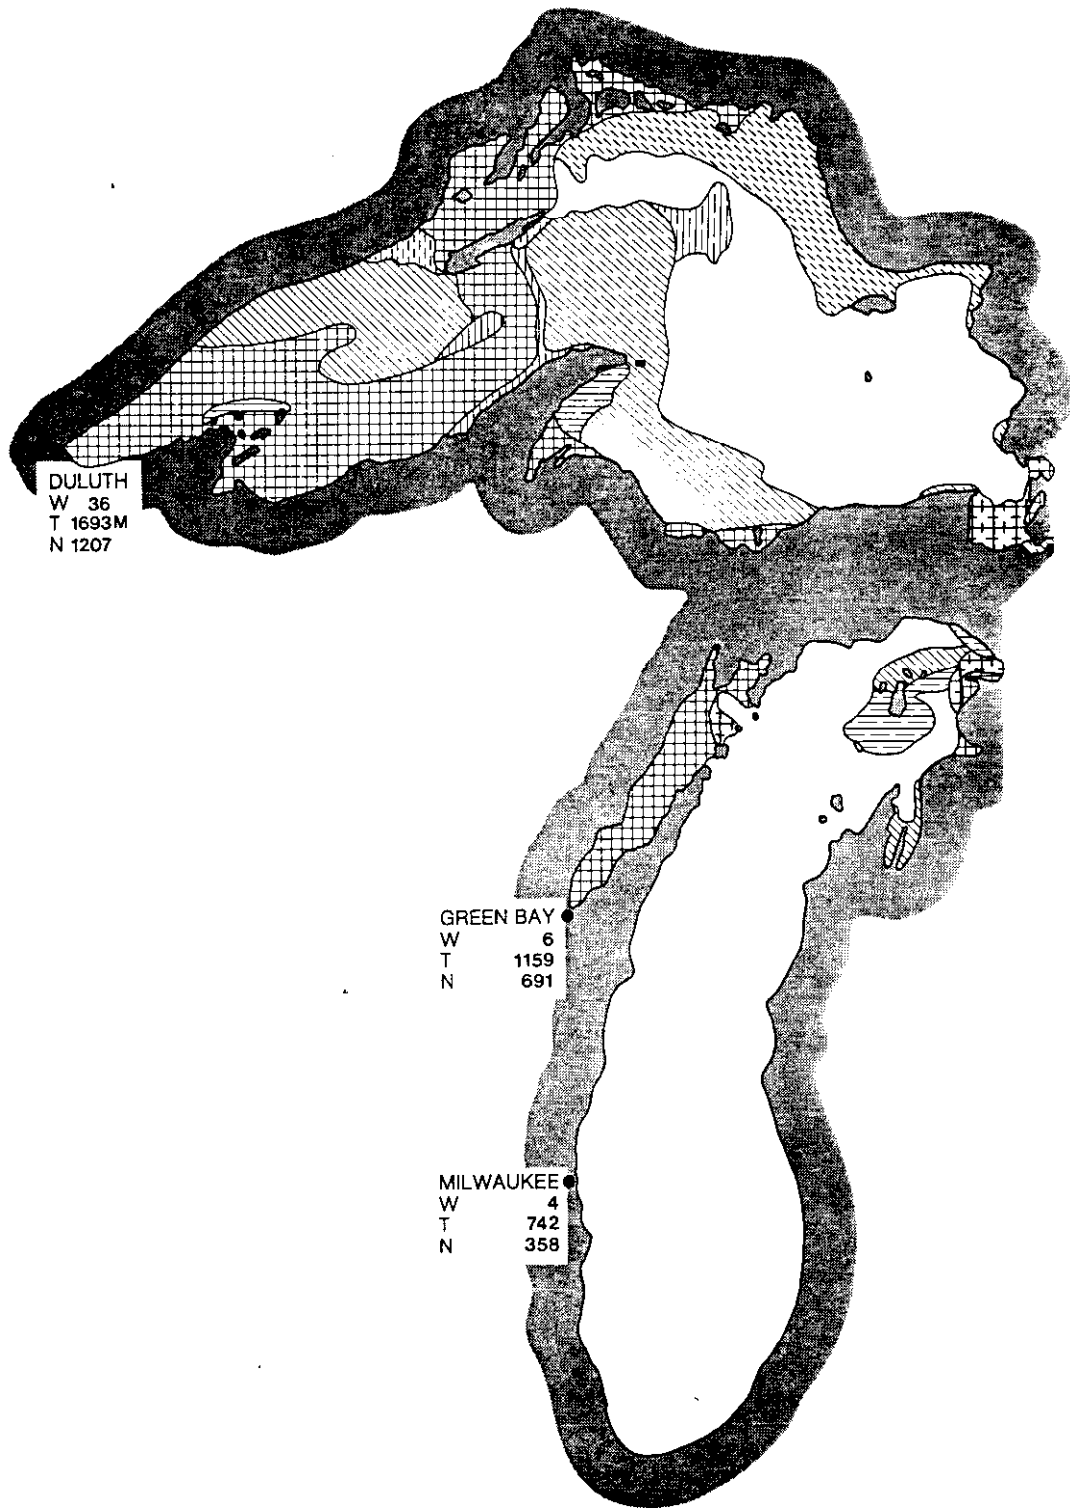 DULUTH
W 36
T 1693M
N 1207
GREEN BAY
W 6
T 1159
N 691
MILWAUKEE
W 4
T 742
N 358